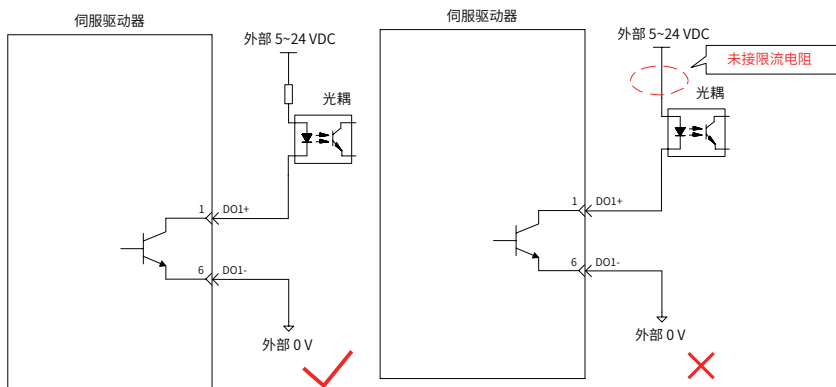 伺服驱动器
外部 5~24 VDC
光耦
1
DO1+
6
DO1-
外部 0 V
伺服驱动器
外部 5~24 VDC
未接限流电阻
光耦
1
DO1+
6
DO1-
外部 0 V